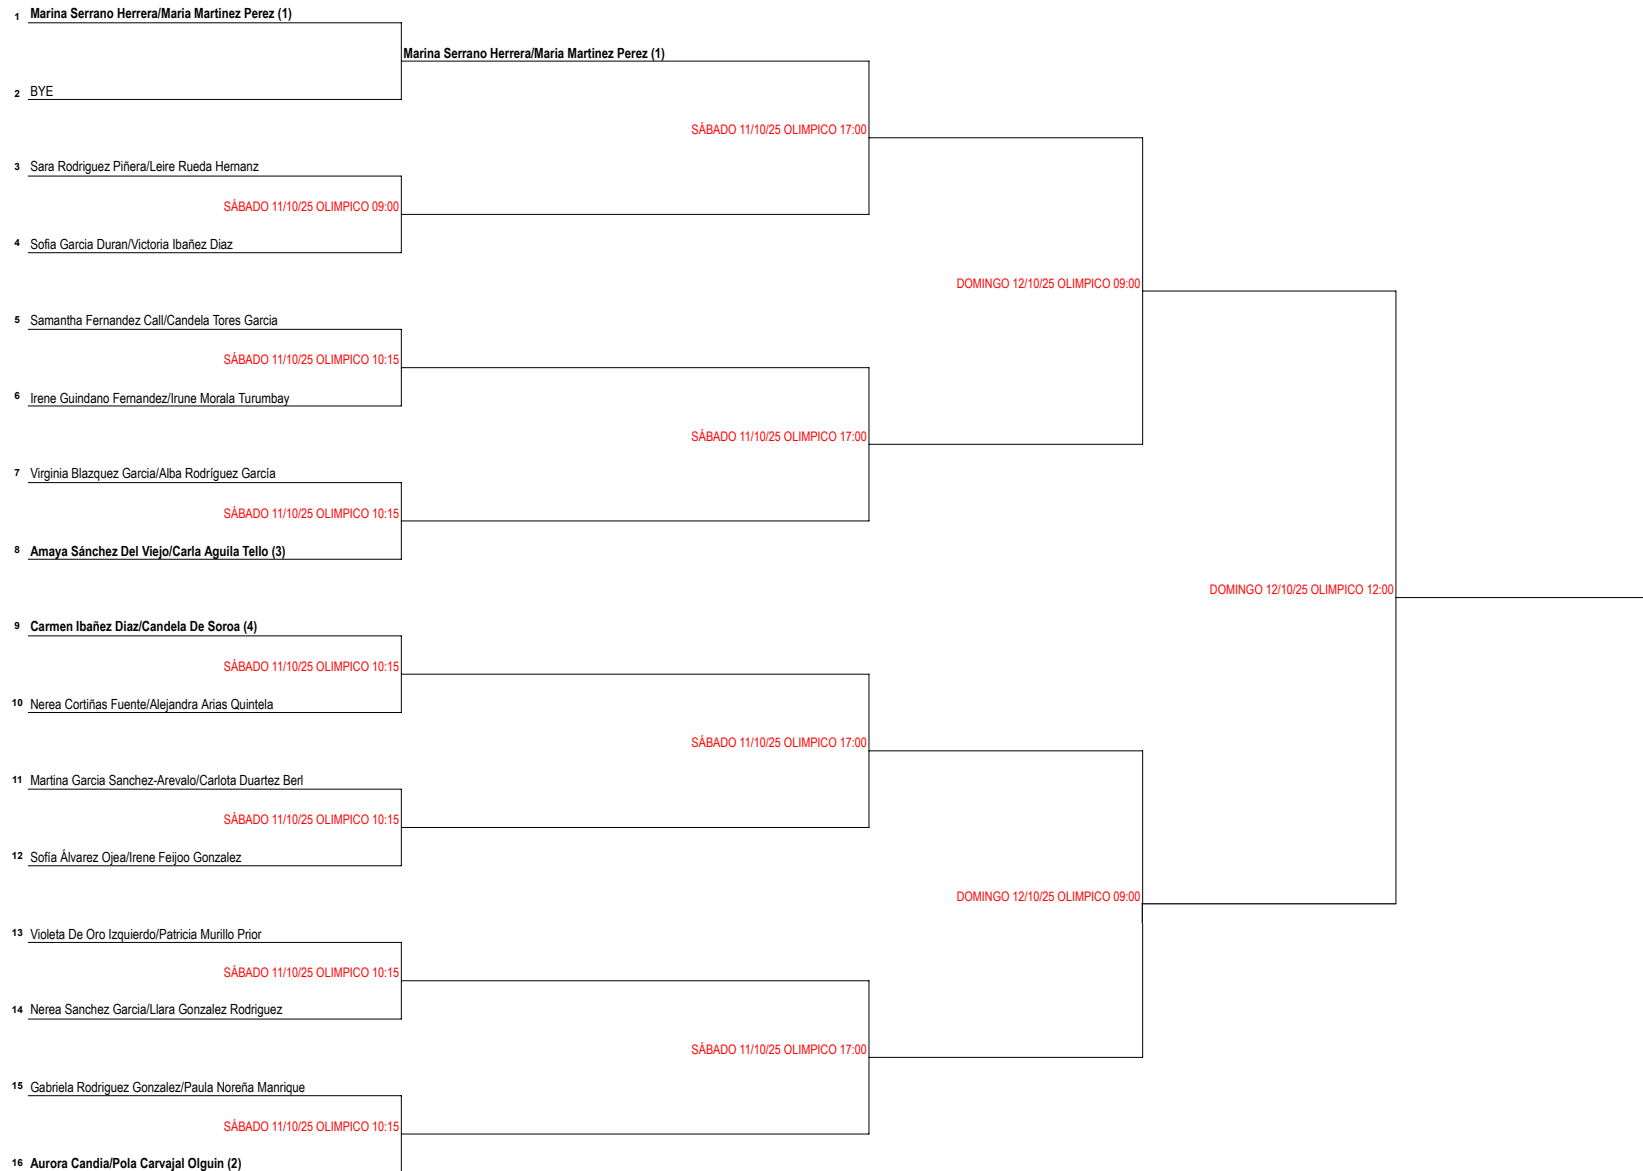 1 Marina Serrano Herrera/Maria Martinez Perez (1)
Marina Serrano Herrera/Maria Martinez Perez (1)
2 BYE
SÁBADO 11/10/25 OLIMPICO 17:00
3 Sara Rodriguez Piñera/Leire Rueda Hernanz
SÁBADO 11/10/25 OLIMPICO 09:00
4 Sofia Garcia Duran/Victoria Ibañez Diaz
DOMINGO 12/10/25 OLIMPICO 09:00
5 Samantha Fernandez Call/Candela Tores Garcia
SÁBADO 11/10/25 OLIMPICO 10:15
6 Irene Guindano Fernandez/Irune Morala Turumbay
SÁBADO 11/10/25 OLIMPICO 17:00
7 Virginia Blazquez Garcia/Alba Rodríguez García
SÁBADO 11/10/25 OLIMPICO 10:15
8 Amaya Sánchez Del Viejo/Carla Aguila Tello (3)
DOMINGO 12/10/25 OLIMPICO 12:00
9 Carmen Ibañez Diaz/Candela De Soroa (4)
SÁBADO 11/10/25 OLIMPICO 10:15
10 Nerea Cortiñas Fuente/Alejandra Arias Quintela
SÁBADO 11/10/25 OLIMPICO 17:00
11 Martina Garcia Sanchez-Arevalo/Carlota Duartez Berl
SÁBADO 11/10/25 OLIMPICO 10:15
12 Sofía Álvarez Ojea/Irene Feijoo Gonzalez
DOMINGO 12/10/25 OLIMPICO 09:00
13 Violeta De Oro Izquierdo/Patricia Murillo Prior
SÁBADO 11/10/25 OLIMPICO 10:15
14 Nerea Sanchez Garcia/Llara Gonzalez Rodriguez
SÁBADO 11/10/25 OLIMPICO 17:00
15 Gabriela Rodriguez Gonzalez/Paula Noreña Manrique
SÁBADO 11/10/25 OLIMPICO 10:15
16 Aurora Candia/Pola Carvajal Olguin (2)